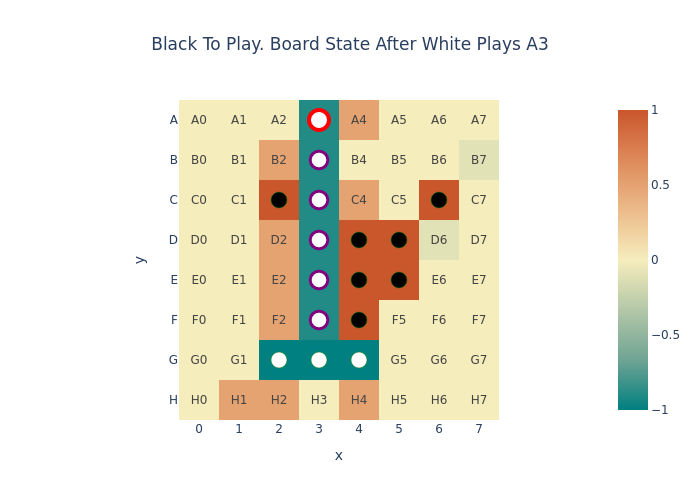 Black To Play. Board State After White Plays A3
A A0 A1 A2 A4 A5 A6 A7
B B0 B1 B2 B4 B5 B6 B7
C C0 C1 C4 C5 C7
D D0 D1 D2 D6 D7
E E0 E1 E2 E6 E7
F F0 F1 F2 F5 F6 F7
G G0 G1 G5 G6 G7
H H0 H1 H2 H3 H4 H5 H6 H7
0 1 2 3 4 5 6 7
x
y
1
0.5
0
−0.5
−1